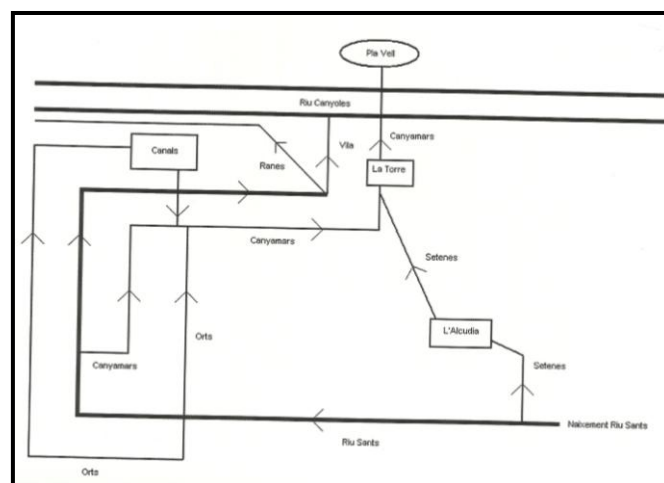 Pla Vell
Riu Canyoles
Canyamars
Canals
Vila
Ranes
La Torre
Canyamars
Setenes
Orts
L'Alcudia
Canyamars
Setenes
Naixement Riu Sants
Riu Sants
Orts